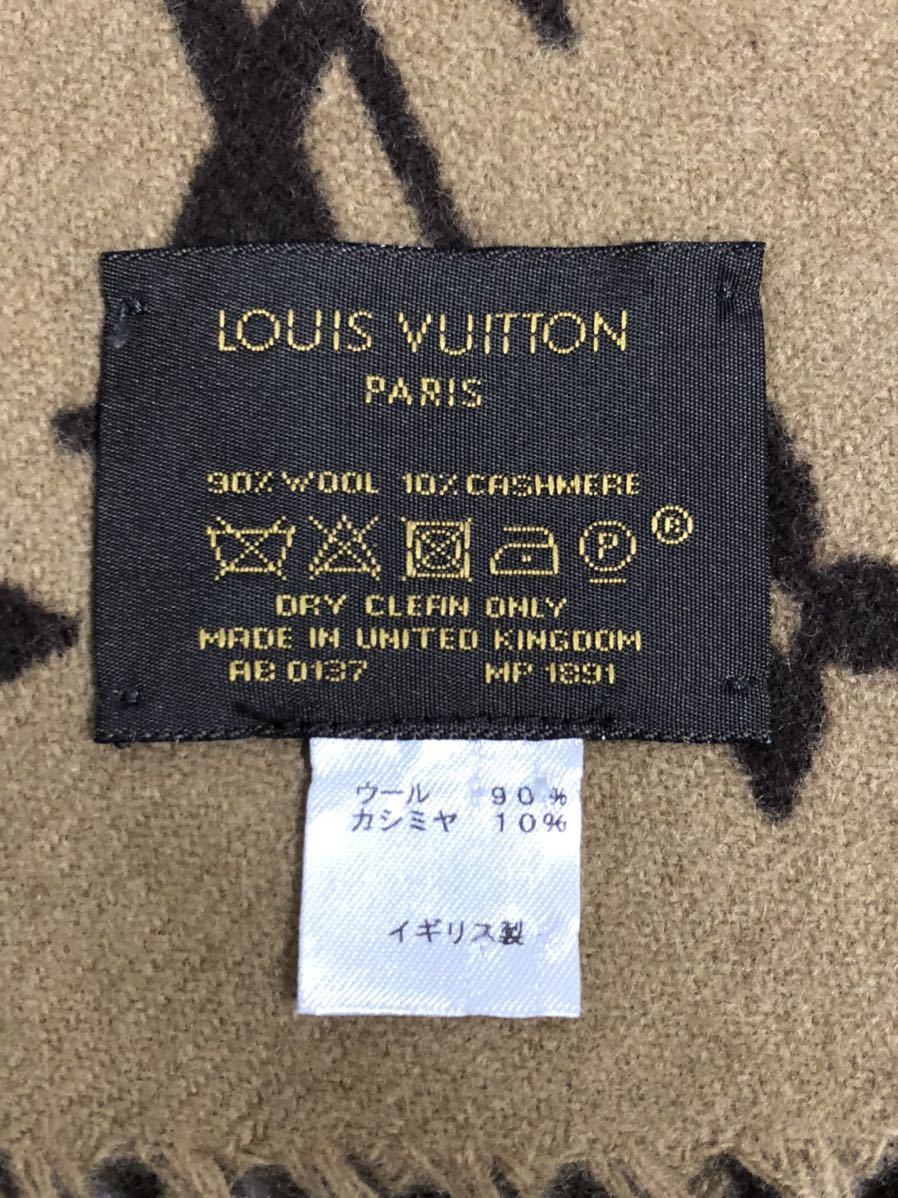 LOUIS VUITTON
PARIS
90% WOOL 10% CASHMERE
P ®
DRY CLEAN ONLY
MADE IN UNITED KINGDOM
AB 0137 MP 1891
ウール 90%
カシミヤ 10%
イギリス製